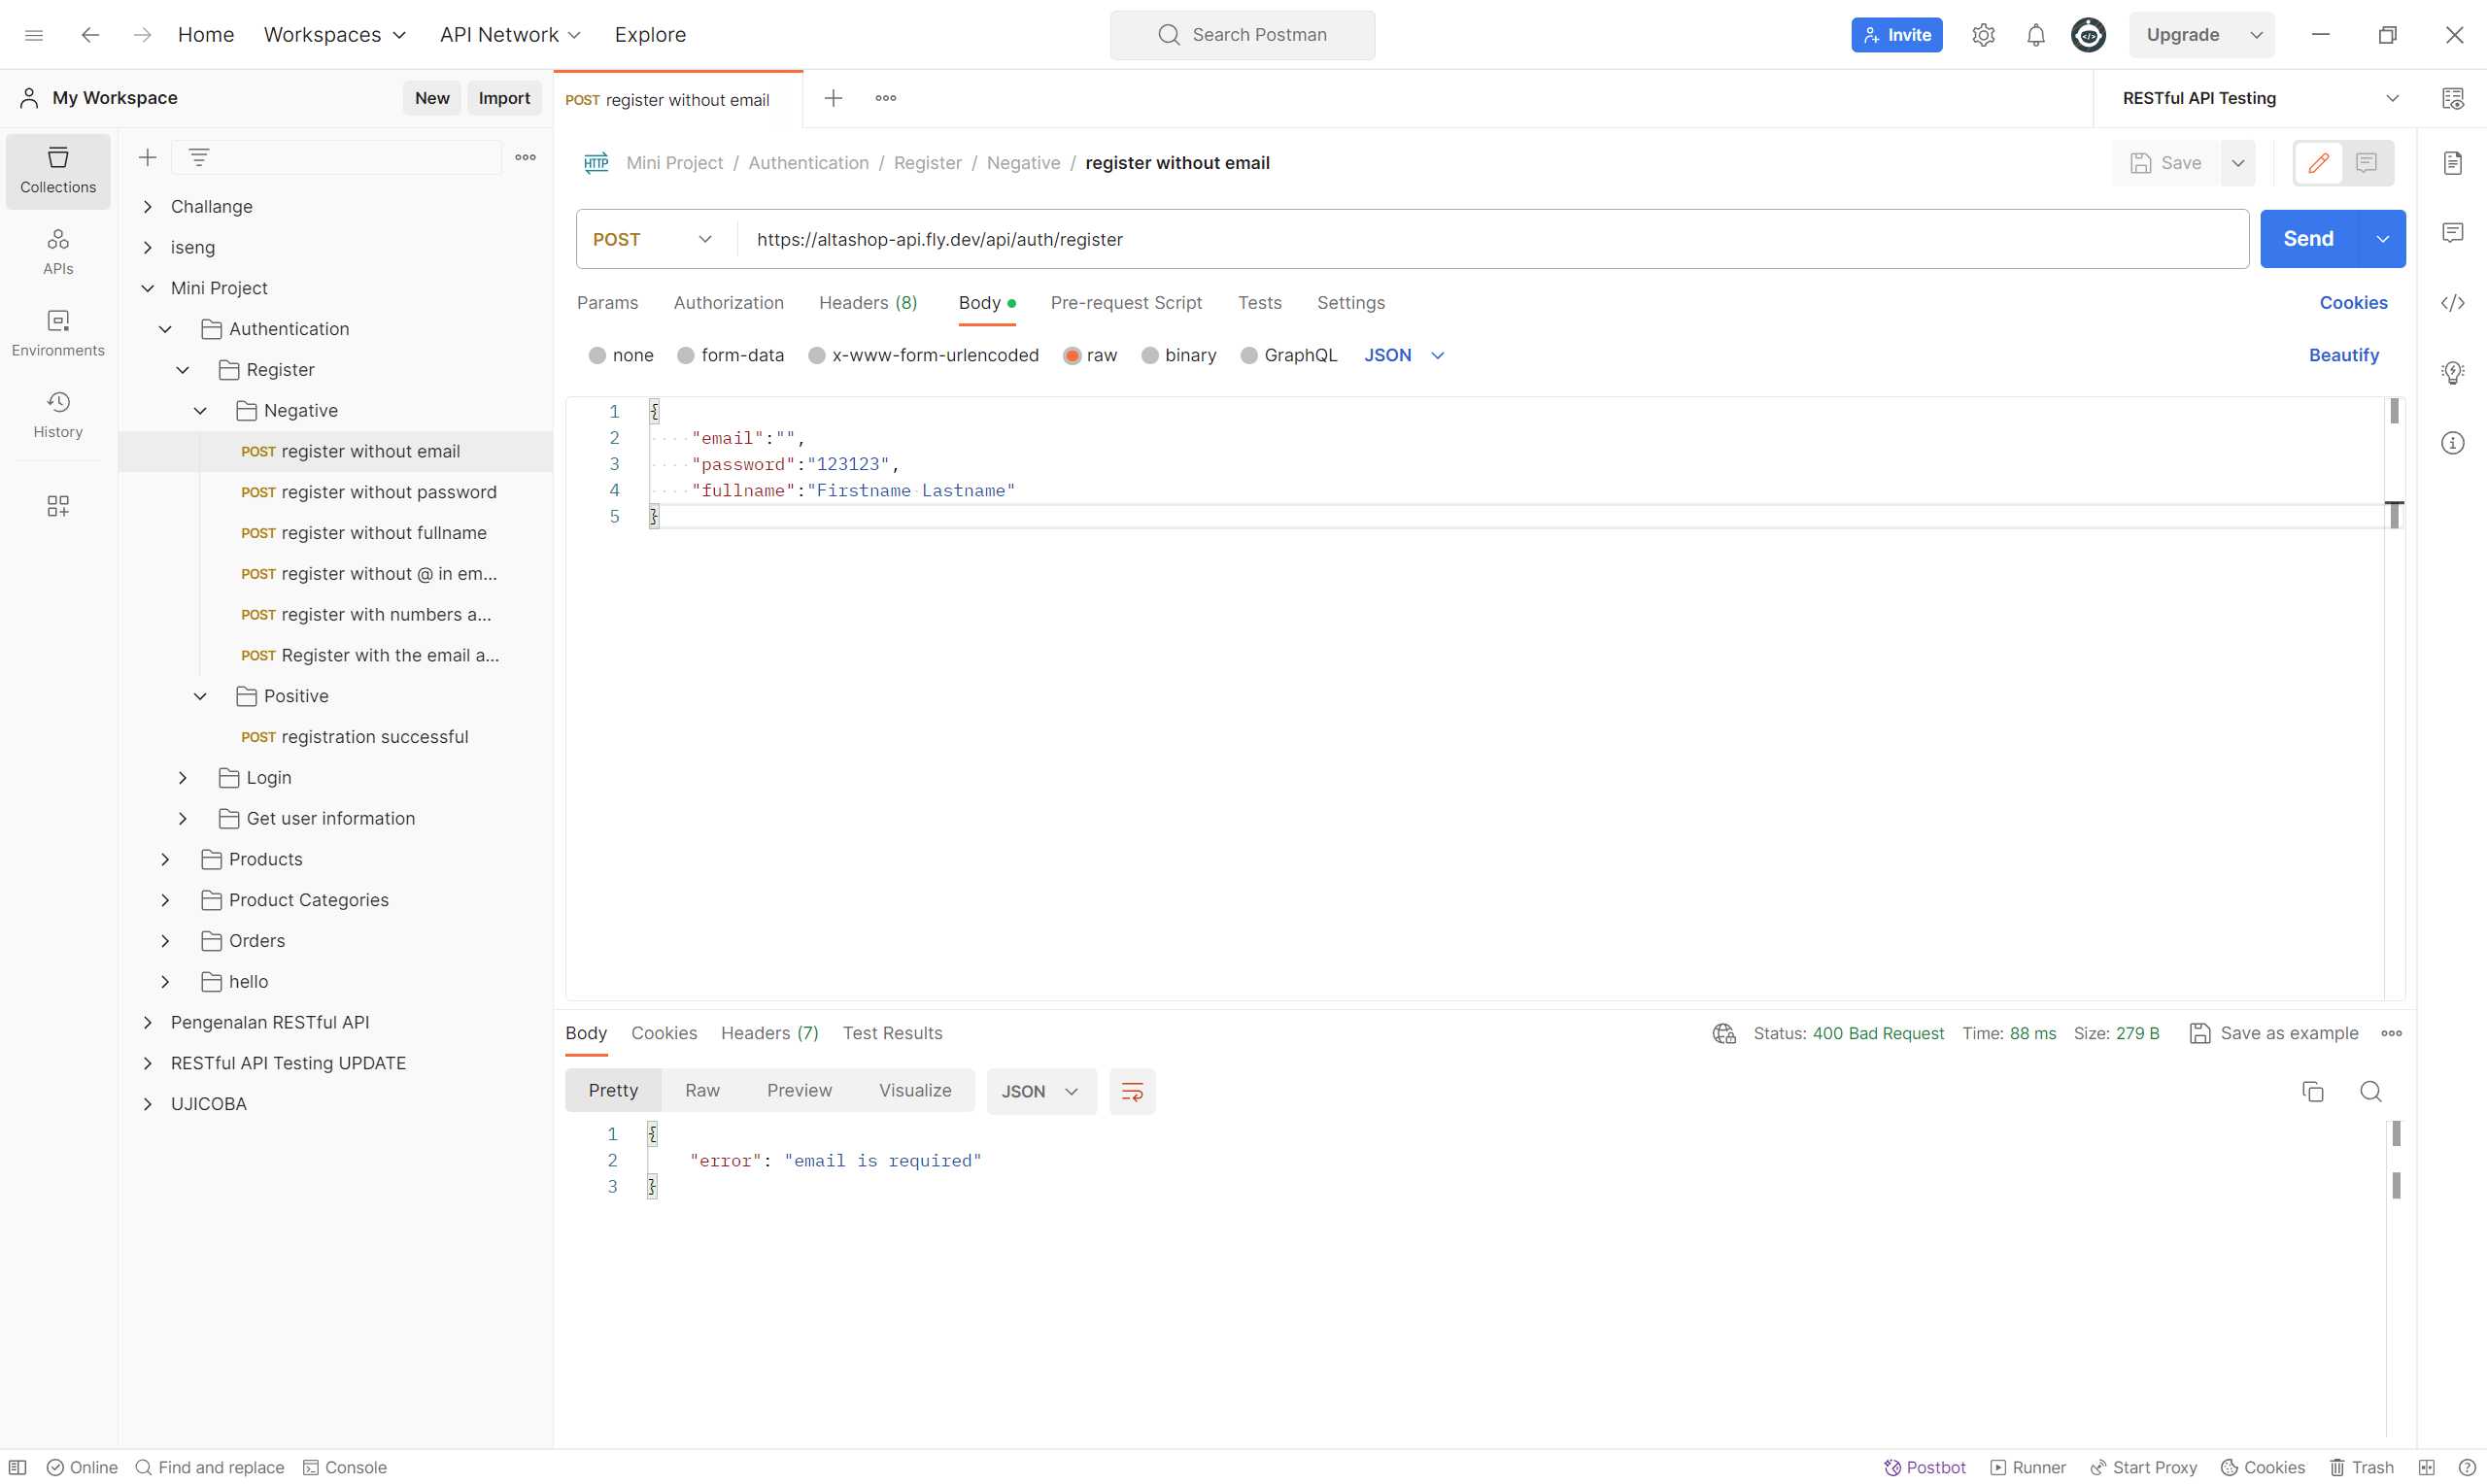 Home Workspaces API Network Explore Search Postman Invite Upgrade
My Workspace New Import POST register without email RESTful API Testing
Collections
APIs
Environments
History
Challange
iseng
Mini Project
Authentication
Register
Negative
POST register without email
POST register without password
POST register without fullname
POST register without @ in em...
POST register with numbers a...
POST Register with the email a...
Positive
POST registration successful
Login
Get user information
Products
Product Categories
Orders
hello
Pengenalan RESTful API
RESTful API Testing UPDATE
UJICOBA
HTTP Mini Project / Authentication / Register / Negative / register without email Save
POST https://altashop-api.fly.dev/api/auth/register Send
Params Authorization Headers (8) Body Pre-request Script Tests Settings Cookies
none form-data x-www-form-urlencoded raw binary GraphQL JSON Beautify
1 {
2 "email":"",
3 "password":"123123",
4 "fullname":"Firstname Lastname"
5 }
Body Cookies Headers (7) Test Results Status: 400 Bad Request Time: 88 ms Size: 279 B Save as example
Pretty Raw Preview Visualize JSON
1 {
2 "error": "email is required"
3 }
Online Find and replace Console Postbot Runner Start Proxy Cookies Trash